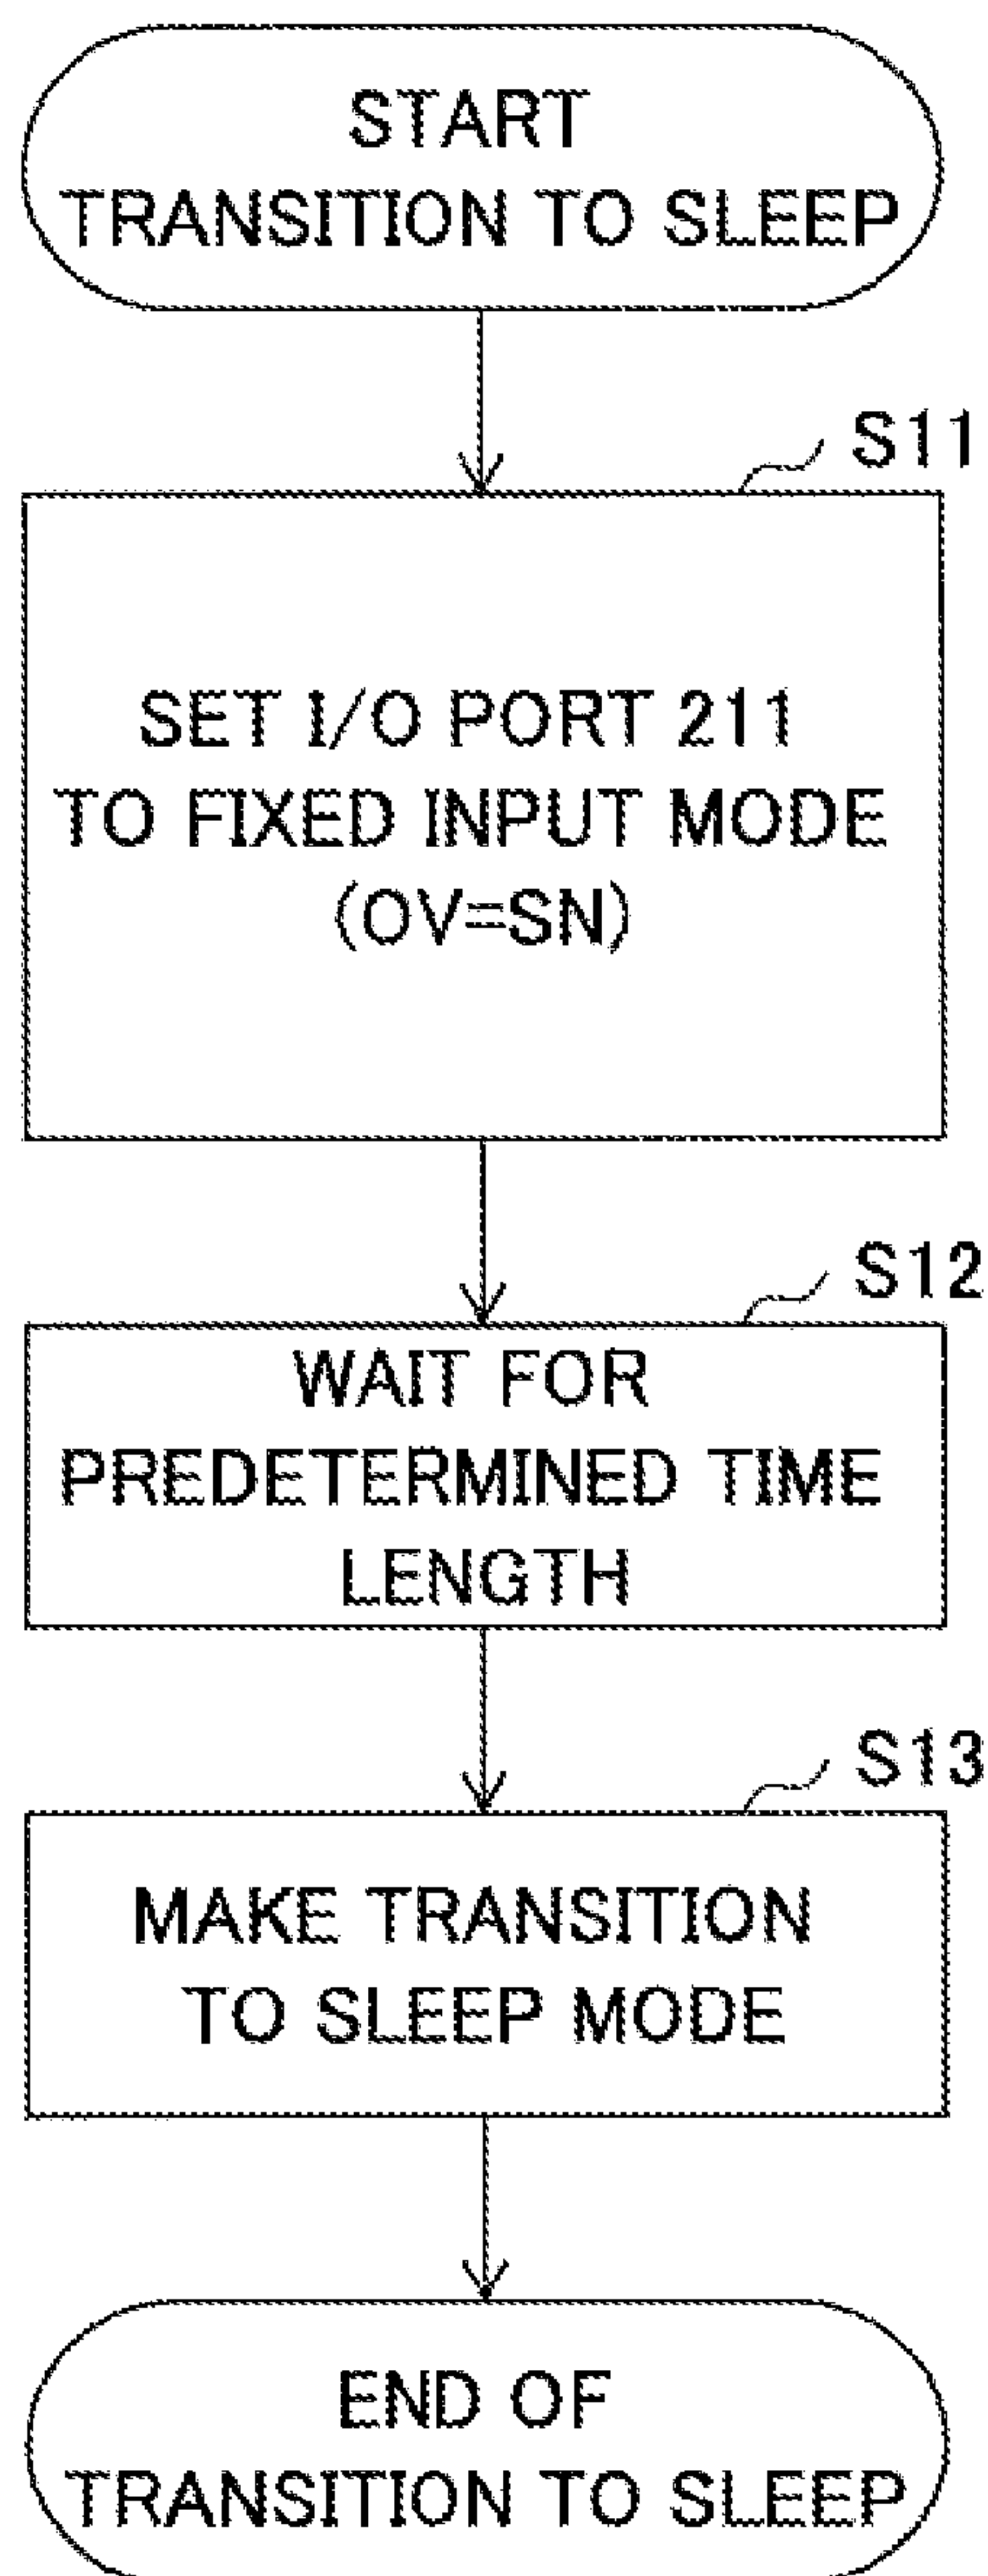 START
TRANSITION TO SLEEP
S11
SET I/O PORT 211
TO FIXED INPUT MODE
(OV=SN)
S12
WAIT FOR
PREDETERMINED TIME
LENGTH
S13
MAKE TRANSITION
TO SLEEP MODE
END OF
TRANSITION TO SLEEP